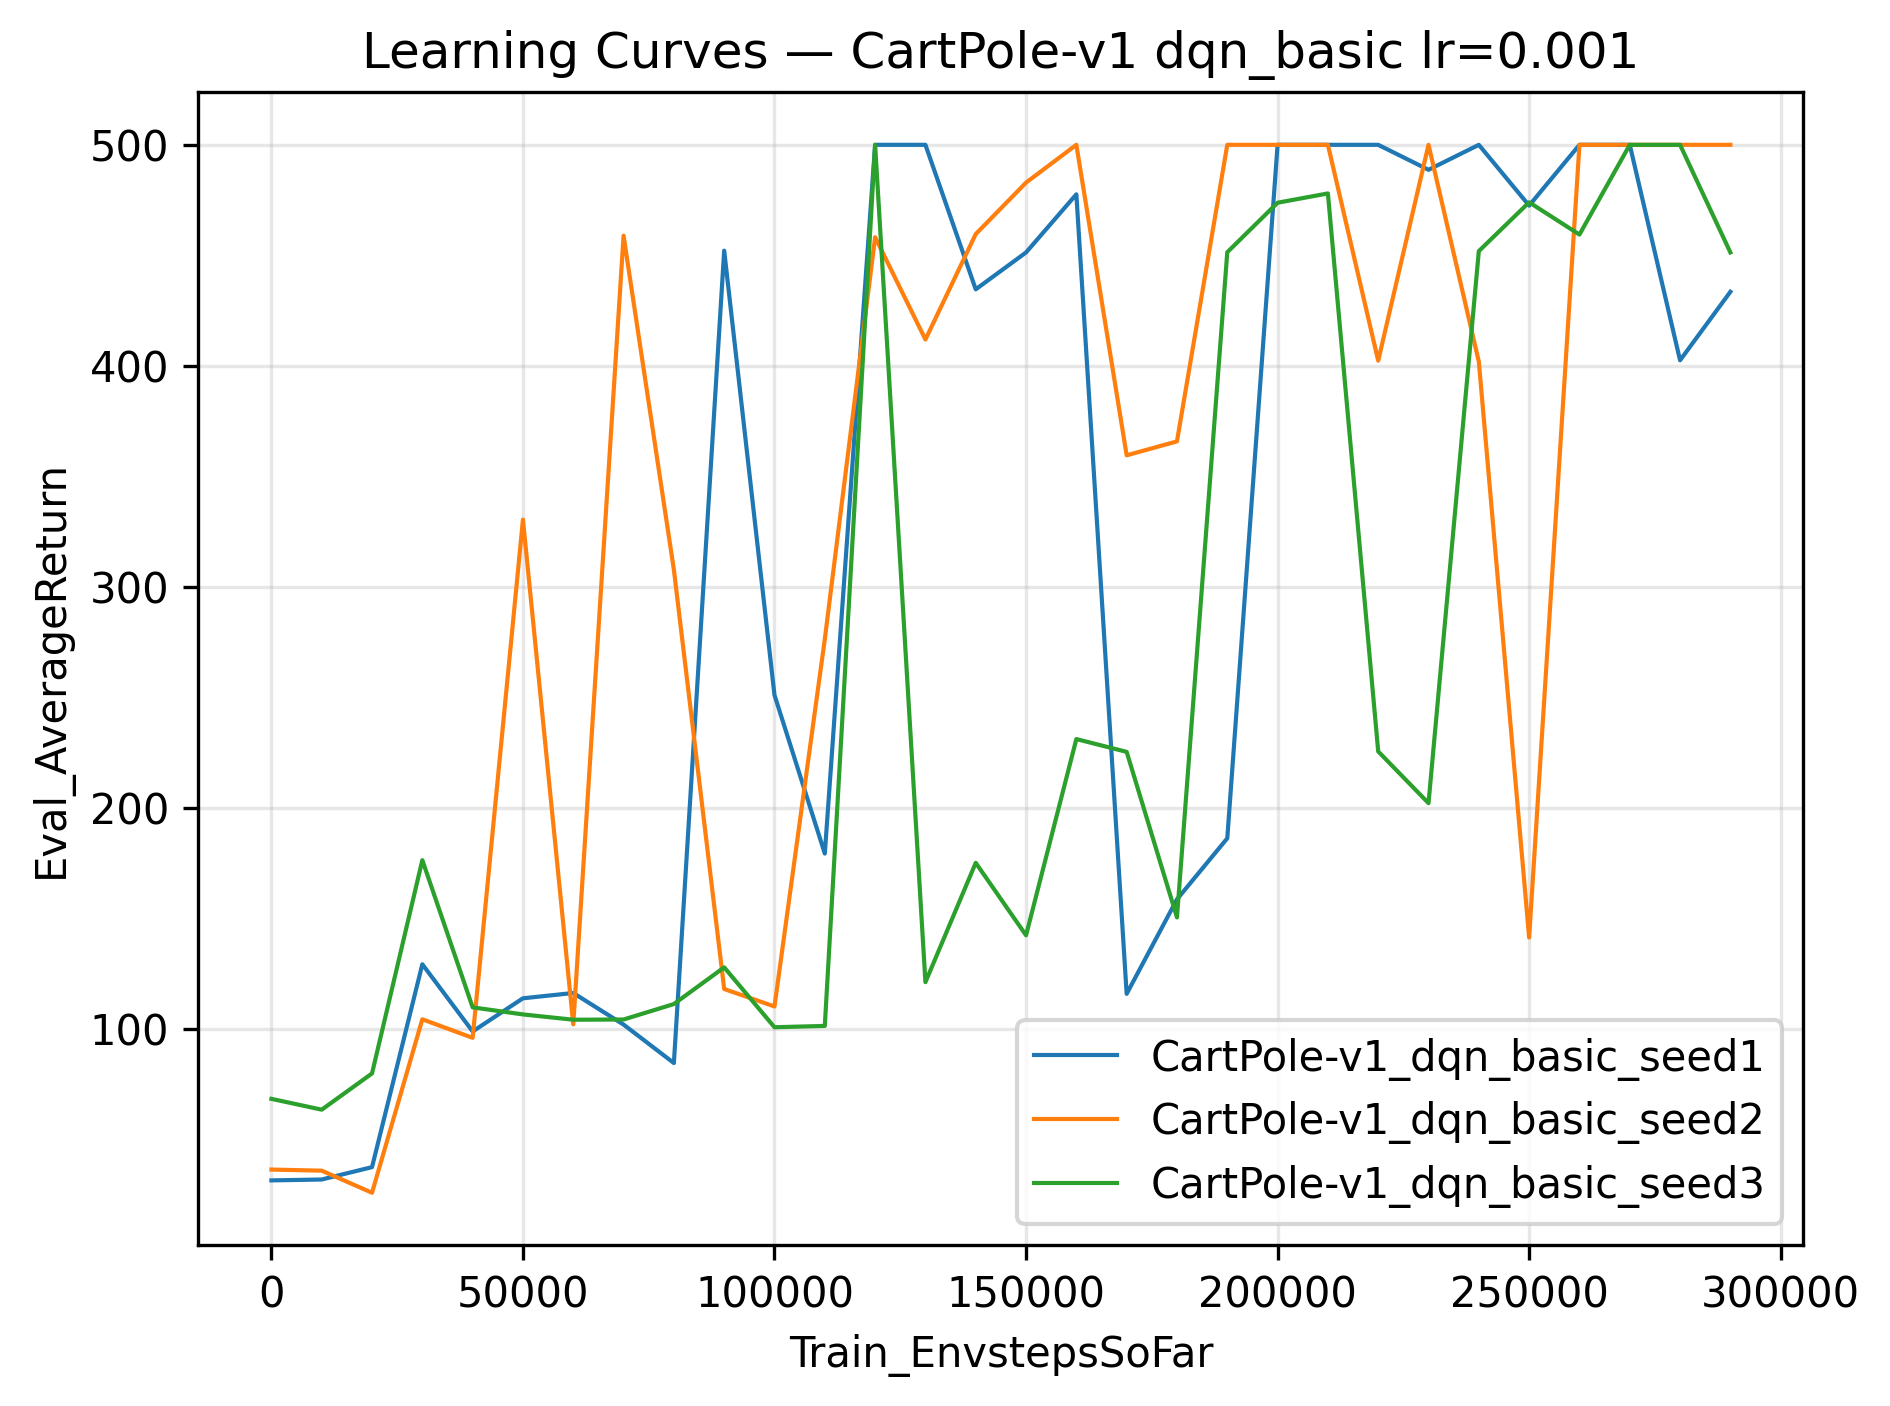 Learning Curves — CartPole-v1 dqn_basic lr=0.001
Eval_AverageReturn
500
400
300
200
100
CartPole-v1_dqn_basic_seed1
CartPole-v1_dqn_basic_seed2
CartPole-v1_dqn_basic_seed3
0 50000 100000 150000 200000 250000 300000
Train_EnvstepsSoFar